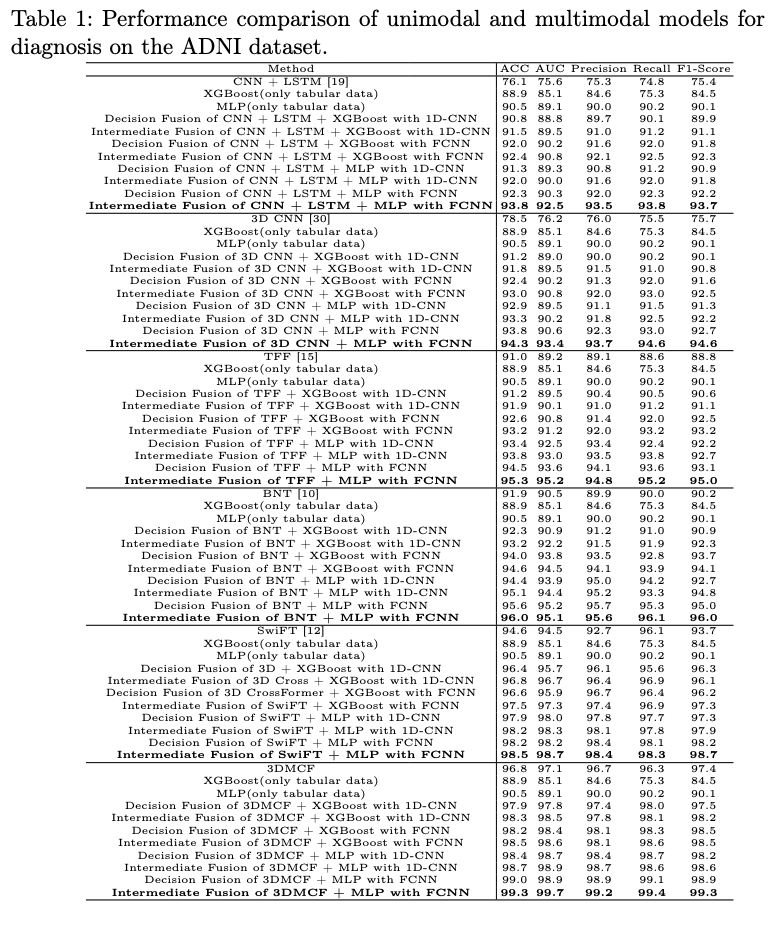 Table 1: Performance comparison of unimodal and multimodal models for
diagnosis on the ADNI dataset.
Method ACC AUC Precision Recall F1-Score
CNN + LSTM [19] 76.1 75.6 75.3 74.8 75.4
XGBoost(only tabular data) 88.9 85.1 84.6 75.3 84.5
MLP(only tabular data) 90.5 89.1 90.0 90.2 90.1
Decision Fusion of CNN + LSTM + XGBoost with 1D-CNN 90.8 88.8 89.7 90.1 89.9
Intermediate Fusion of CNN + LSTM + XGBoost with 1D-CNN 91.5 89.5 91.0 91.2 91.1
Decision Fusion of CNN + LSTM + XGBoost with FCNN 92.0 90.2 91.6 92.0 91.8
Intermediate Fusion of CNN + LSTM + XGBoost with FCNN 92.4 90.8 92.1 92.5 92.3
Decision Fusion of CNN + LSTM + MLP with 1D-CNN 91.3 89.3 90.8 91.2 90.9
Intermediate Fusion of CNN + LSTM + MLP with 1D-CNN 92.0 90.0 91.6 92.0 91.8
Decision Fusion of CNN + LSTM + MLP with FCNN 92.3 90.3 92.0 92.3 92.2
Intermediate Fusion of CNN + LSTM + MLP with FCNN 93.8 92.5 93.5 93.8 93.7
3D CNN [30] 78.5 76.2 76.0 75.5 75.7
XGBoost(only tabular data) 88.9 85.1 84.6 75.3 84.5
MLP(only tabular data) 90.5 89.1 90.0 90.2 90.1
Decision Fusion of 3D CNN + XGBoost with 1D-CNN 91.2 89.0 90.0 90.2 90.1
Intermediate Fusion of 3D CNN + XGBoost with 1D-CNN 91.8 89.5 91.5 91.0 90.8
Decision Fusion of 3D CNN + XGBoost with FCNN 92.4 90.2 91.3 92.0 91.6
Intermediate Fusion of 3D CNN + XGBoost with FCNN 93.0 90.8 92.0 93.0 92.5
Decision Fusion of 3D CNN + MLP with 1D-CNN 92.9 89.5 91.1 91.5 91.3
Intermediate Fusion of 3D CNN + MLP with 1D-CNN 93.3 90.2 91.8 92.5 92.2
Decision Fusion of 3D CNN + MLP with FCNN 93.8 90.6 92.3 93.0 92.7
Intermediate Fusion of 3D CNN + MLP with FCNN 94.3 93.4 93.7 94.6 94.6
TFF [15] 91.0 89.2 89.1 88.6 88.8
XGBoost(only tabular data) 88.9 85.1 84.6 75.3 84.5
MLP(only tabular data) 90.5 89.1 90.0 90.2 90.1
Decision Fusion of TFF + XGBoost with 1D-CNN 91.2 89.5 90.4 90.5 90.6
Intermediate Fusion of TFF + XGBoost with 1D-CNN 91.9 90.1 91.0 91.2 91.1
Decision Fusion of TFF + XGBoost with FCNN 92.6 90.8 91.4 92.0 92.5
Intermediate Fusion of TFF + XGBoost with FCNN 93.2 91.2 92.0 93.2 93.2
Decision Fusion of TFF + MLP with 1D-CNN 93.4 92.5 93.4 92.4 92.2
Intermediate Fusion of TFF + MLP with 1D-CNN 93.8 93.0 93.5 93.8 92.7
Decision Fusion of TFF + MLP with FCNN 94.5 93.6 94.1 93.6 93.1
Intermediate Fusion of TFF + MLP with FCNN 95.3 95.2 94.8 95.2 95.0
BNT [10] 91.9 90.5 89.9 90.0 90.2
XGBoost(only tabular data) 88.9 85.1 84.6 75.3 84.5
MLP(only tabular data) 90.5 89.1 90.0 90.2 90.1
Decision Fusion of BNT + XGBoost with 1D-CNN 92.3 90.9 91.2 91.0 90.9
Intermediate Fusion of BNT + XGBoost with 1D-CNN 93.2 92.2 91.5 91.9 92.3
Decision Fusion of BNT + XGBoost with FCNN 94.0 93.8 93.5 92.8 93.7
Intermediate Fusion of BNT + XGBoost with FCNN 94.6 94.5 94.1 93.9 94.1
Decision Fusion of BNT + MLP with 1D-CNN 94.4 93.9 95.0 94.2 92.7
Intermediate Fusion of BNT + MLP with 1D-CNN 95.1 94.4 95.2 93.3 94.8
Decision Fusion of BNT + MLP with FCNN 95.6 95.2 95.7 95.3 95.0
Intermediate Fusion of BNT + MLP with FCNN 96.0 95.1 95.6 96.1 96.0
SwiFT [12] 94.6 94.5 92.7 96.1 93.7
XGBoost(only tabular data) 88.9 85.1 84.6 75.3 84.5
MLP(only tabular data) 90.5 89.1 90.0 90.2 90.1
Decision Fusion of 3D + XGBoost with 1D-CNN 96.4 95.7 96.1 95.6 96.3
Intermediate Fusion of 3D Cross + XGBoost with 1D-CNN 96.8 96.7 96.4 96.9 96.1
Decision Fusion of 3D CrossFormer + XGBoost with FCNN 96.6 95.9 96.7 96.4 96.2
Intermediate Fusion of SwiFT + XGBoost with FCNN 97.5 97.3 97.4 96.9 97.3
Decision Fusion of SwiFT + MLP with 1D-CNN 97.9 98.0 97.8 97.7 97.3
Intermediate Fusion of SwiFT + MLP with 1D-CNN 98.2 98.3 98.1 97.8 97.9
Decision Fusion of SwiFT + MLP with FCNN 98.2 98.2 98.4 98.1 98.2
Intermediate Fusion of SwiFT + MLP with FCNN 98.5 98.7 98.4 98.3 98.7
3DMCF 96.8 97.1 96.7 96.3 97.4
XGBoost(only tabular data) 88.9 85.1 84.6 75.3 84.5
MLP(only tabular data) 90.5 89.1 90.0 90.2 90.1
Decision Fusion of 3DMCF + XGBoost with 1D-CNN 97.9 97.8 97.4 98.0 97.5
Intermediate Fusion of 3DMCF + XGBoost with 1D-CNN 98.3 98.5 97.8 98.1 98.2
Decision Fusion of 3DMCF + XGBoost with FCNN 98.2 98.4 98.1 98.3 98.5
Intermediate Fusion of 3DMCF + XGBoost with FCNN 98.5 98.6 98.1 98.6 98.5
Decision Fusion of 3DMCF + MLP with 1D-CNN 98.4 98.7 98.4 98.7 98.2
Intermediate Fusion of 3DMCF + MLP with 1D-CNN 98.7 98.9 98.7 98.6 98.6
Decision Fusion of 3DMCF + MLP with FCNN 99.0 98.9 98.9 99.1 98.9
Intermediate Fusion of 3DMCF + MLP with FCNN 99.3 99.7 99.2 99.4 99.3